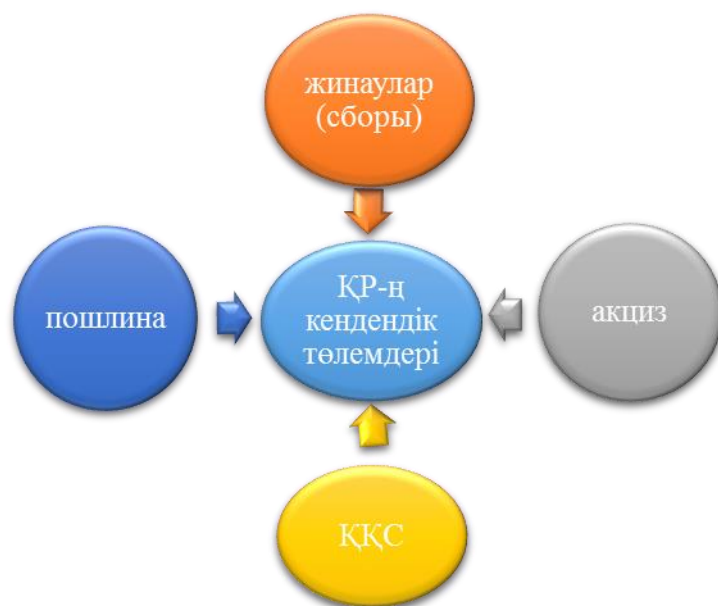 жинаулар
(сборы)
пошлина
ҚР-ң
кендендік
төлемдері
акциз
ҚҚС